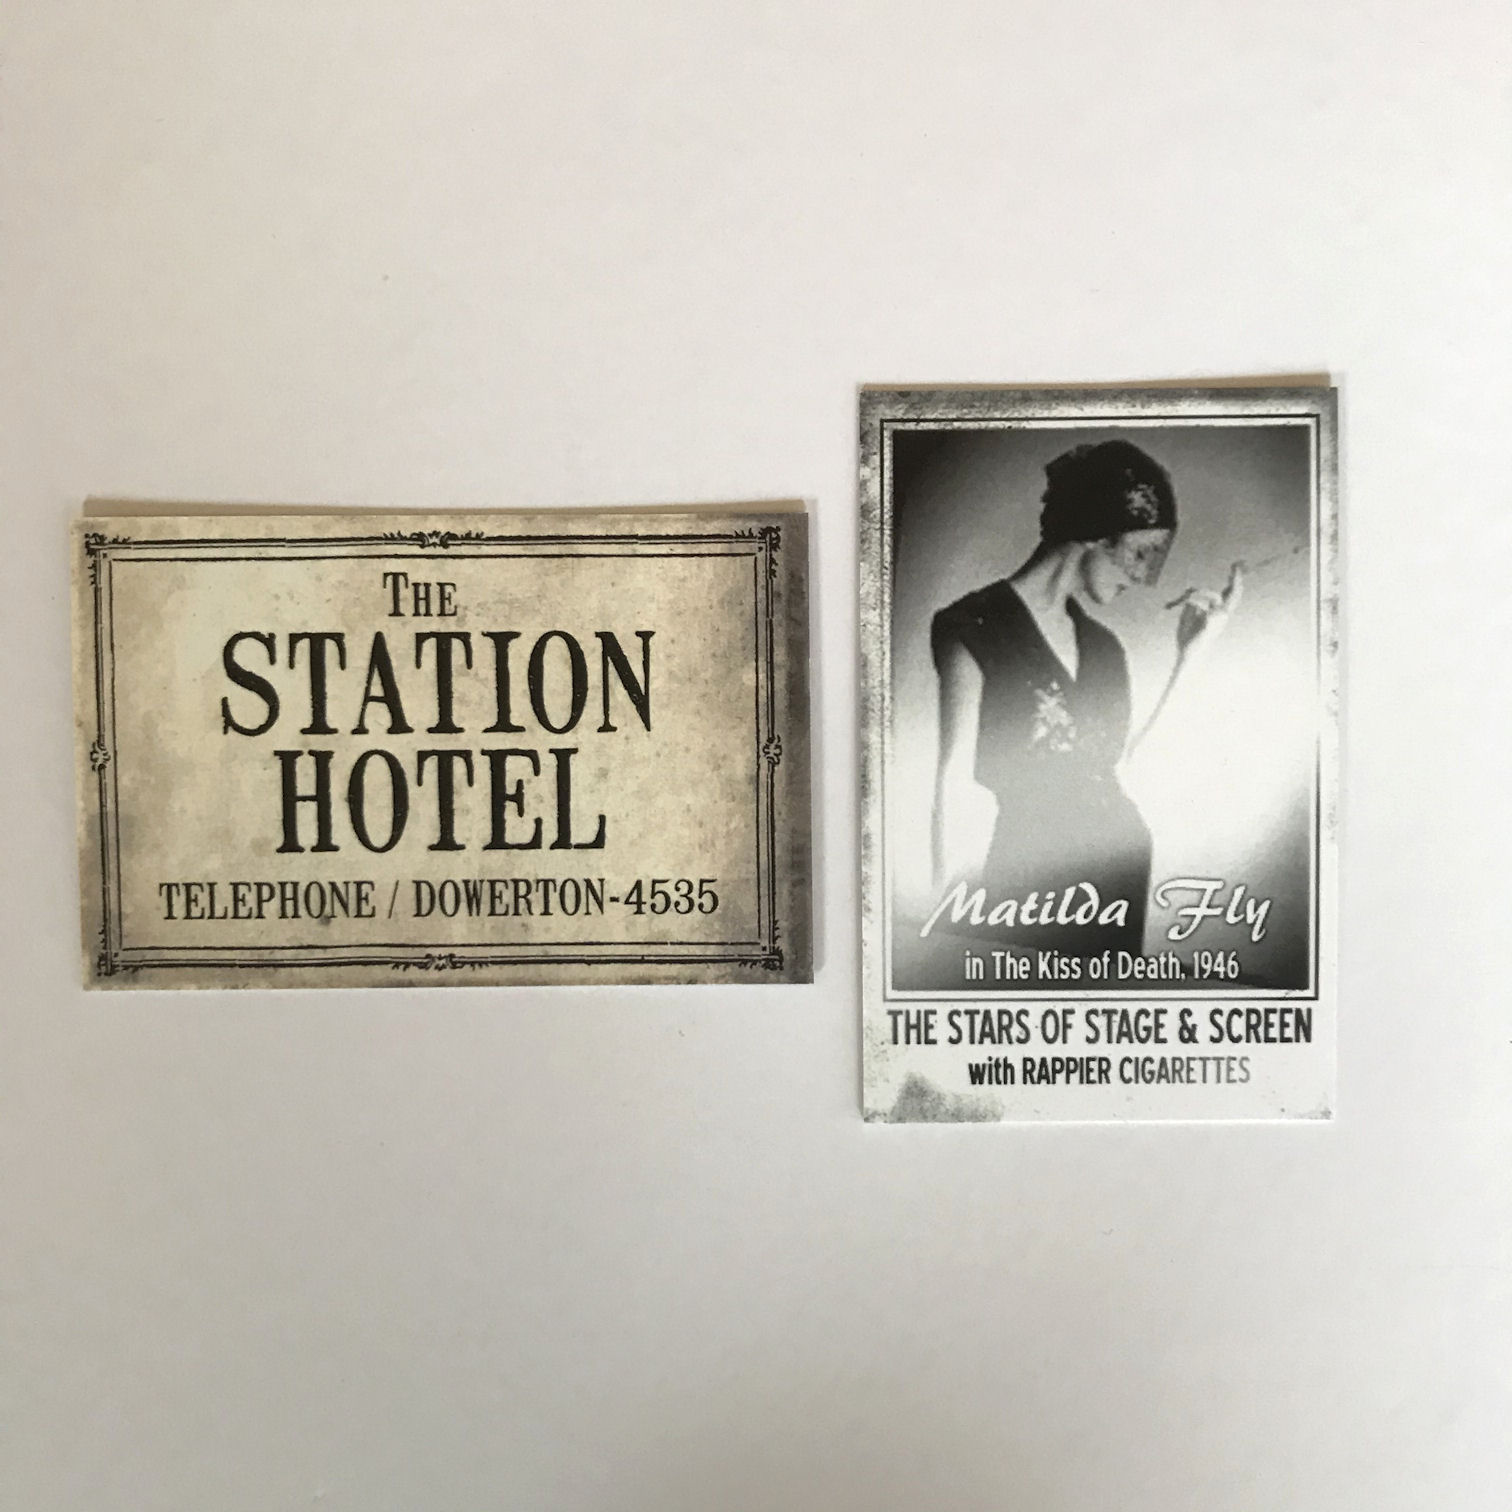 The
STATION
HOTEL
TELEPHONE / DOWERTON-4535
Matilda Fly
in The Kiss of Death, 1946
THE STARS OF STAGE & SCREEN
with RAPPIER CIGARETTES